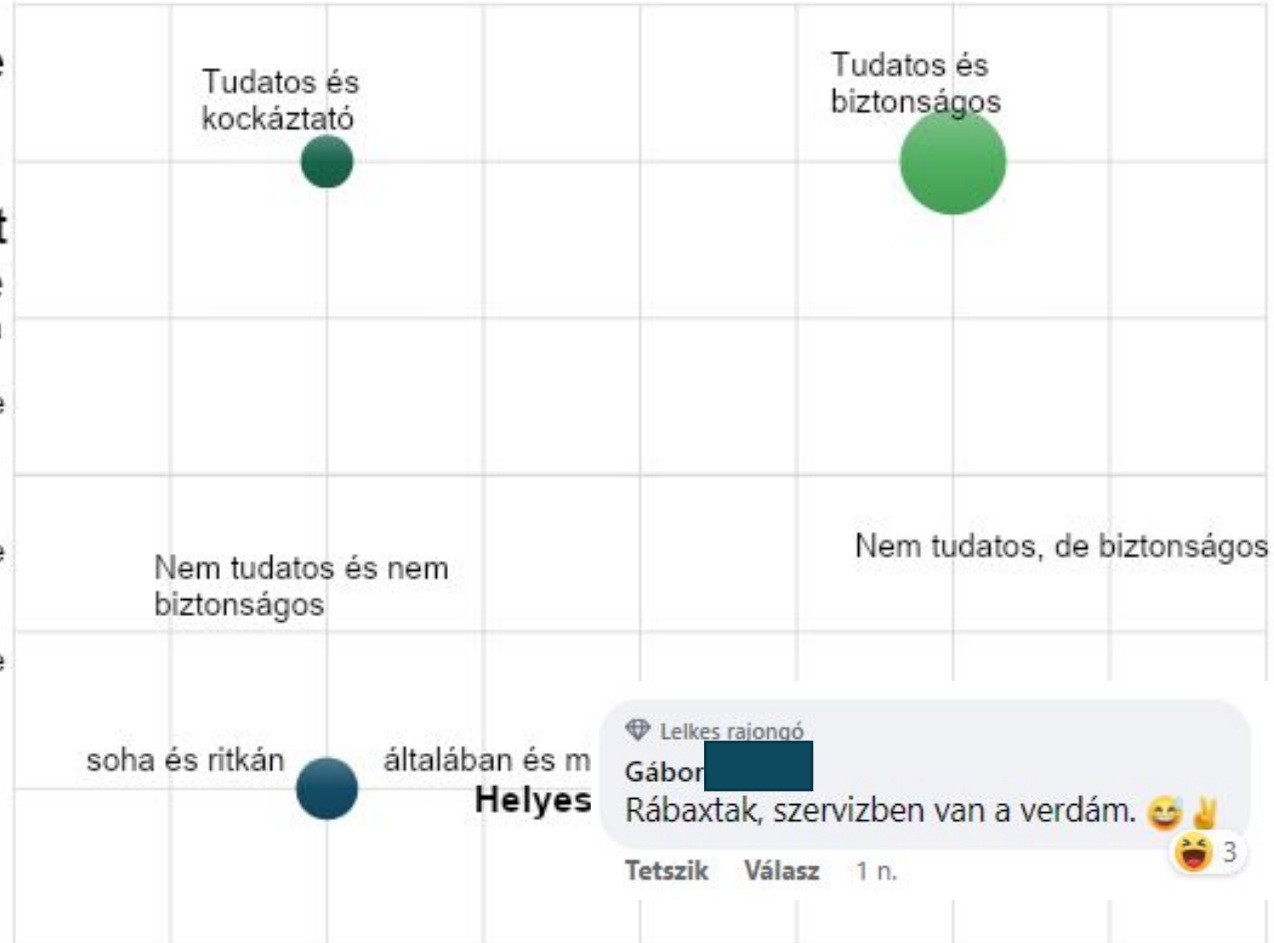 Tudatos és
kockáztató
Tudatos és
biztonságos
Nem tudatos, de biztonságos
Nem tudatos és nem
biztonságos
soha és ritkán
általában és m
Helyes
Lelkes rajongó
Gábor
Rábaxtak, szervizben van a verdám. 😅✌
3
Tetszik Válasz 1 n.